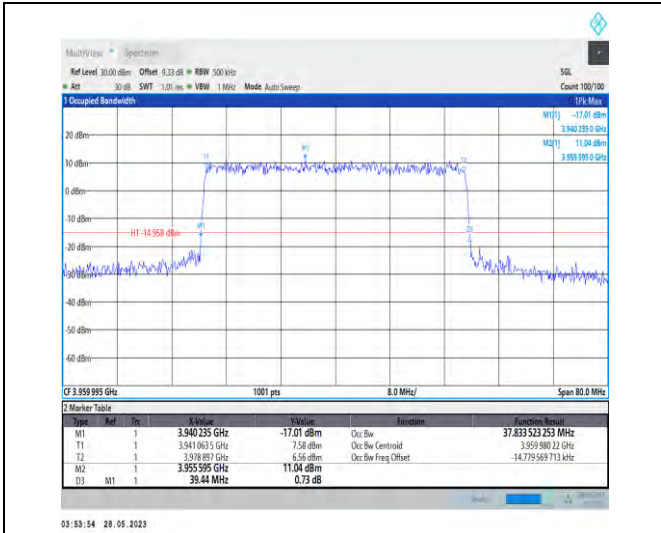 MultiView Spectrum
Ref Level 30.00 dBm Offset 9.33 dB RBW 500 kHz SGL
Att 30 dB SWT 1.01 ms VBW 1 MHz Mode Auto Sweep Count 100/100
1 Occupied Bandwidth 1Pk Max
M1[1] -17.01 dBm
3.940 235 0 GHz
20 dBm
M2[1] 11.04 dBm
3.955 595 0 GHz
M2
T1
T2
10 dBm
0 dBm
-10 dBm
M1
D3
H1 -14.958 dBm
-20 dBm
-30 dBm
-40 dBm
-50 dBm
-60 dBm
CF 3.959 995 GHz 1001 pts 8.0 MHz/ Span 80.0 MHz
2 Marker Table
Type Ref Trc X-Value Y-Value Function Function Result
M1 1 3.940 235 GHz -17.01 dBm Occ Bw 37.833 523 253 MHz
T1 1 3.941 063 5 GHz 7.58 dBm Occ Bw Centroid 3.959 980 22 GHz
T2 1 3.978 897 GHz 6.56 dBm Occ Bw Freq Offset -14.779 569 713 kHz
M2 1 3.955 595 GHz 11.04 dBm
D3 M1 1 39.44 MHz 0.73 dB
03:53:54 28.05.2023